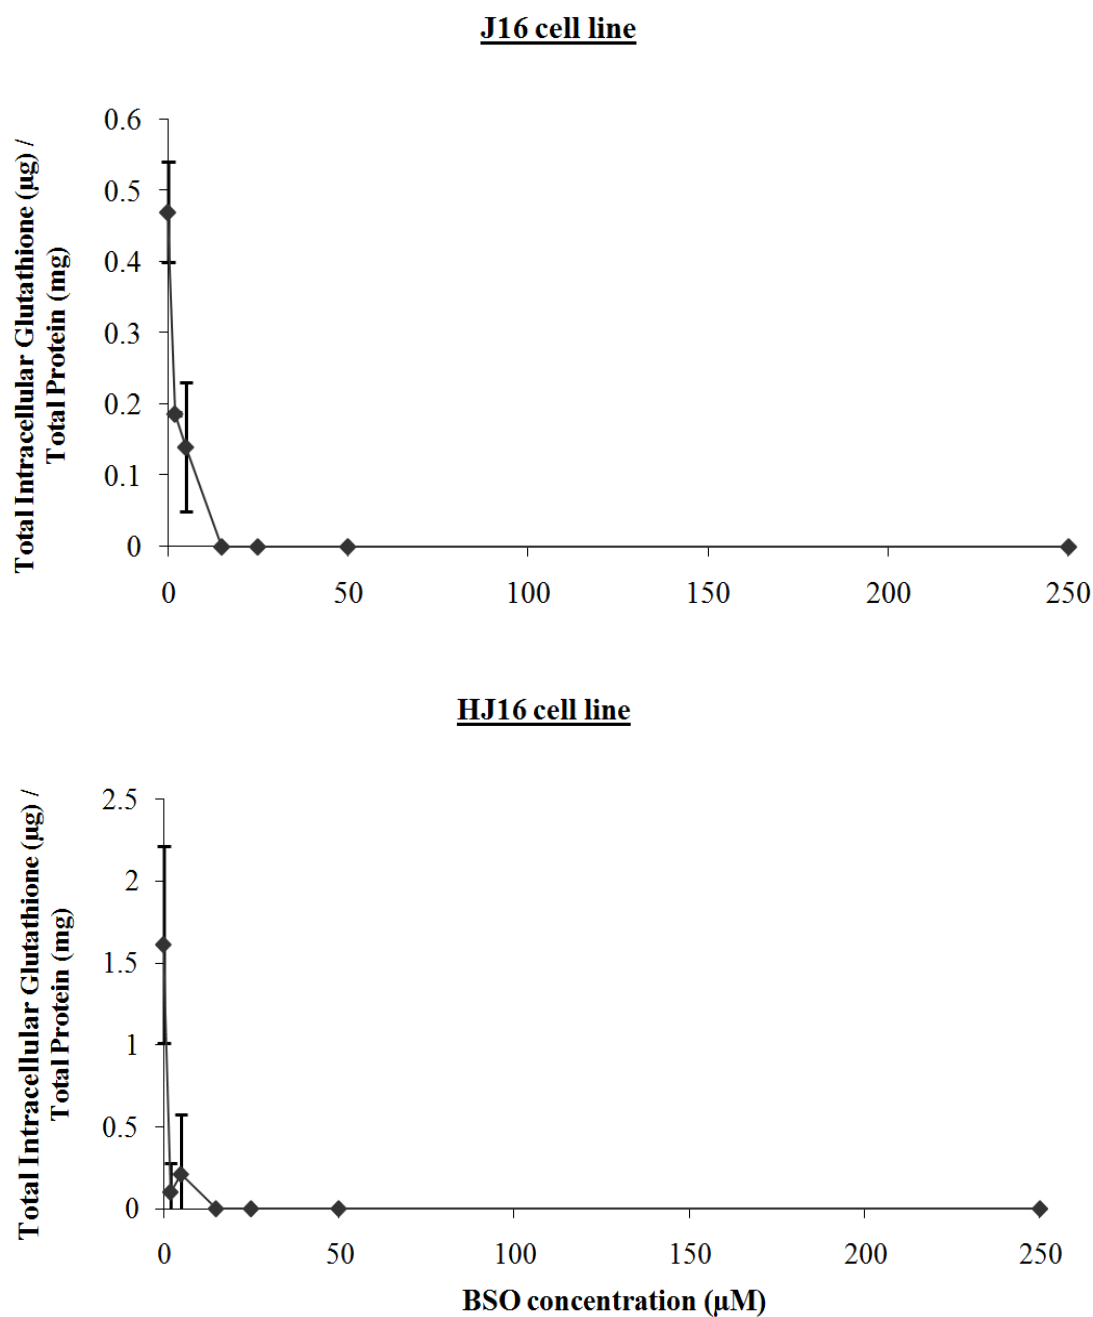 J16 cell line
Total Intracellular Glutathione (µg) /
Total Protein (mg)
0.6
0.5
0.4
0.3
0.2
0.1
0
0 50 100 150 200 250
HJ16 cell line
Total Intracellular Glutathione (µg) /
Total Protein (mg)
2.5
2
1.5
1
0.5
0
0 50 100 150 200 250
BSO concentration (µM)